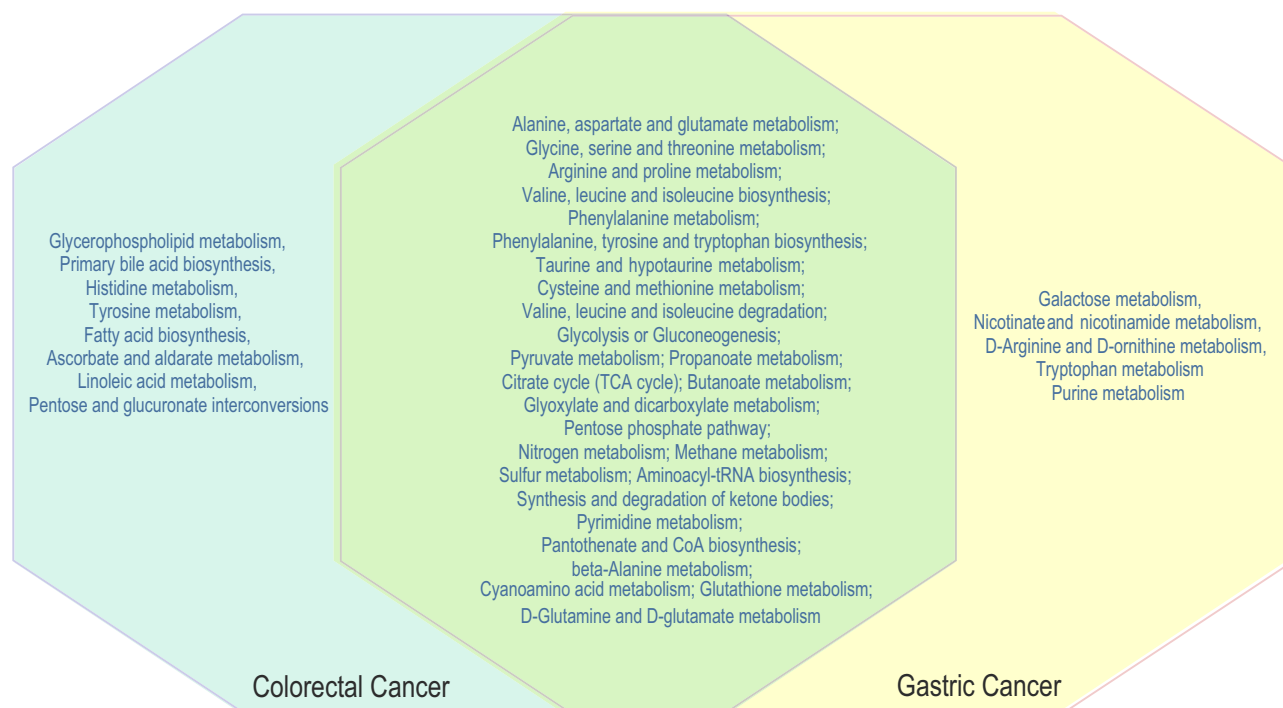 Glycerophospholipid metabolism,
Primary bile acid biosynthesis,
Histidine metabolism,
Tyrosine metabolism,
Fatty acid biosynthesis,
Ascorbate and aldarate metabolism,
Linoleic acid metabolism,
Pentose and glucuronate interconversions
Alanine, aspartate and glutamate metabolism;
Glycine, serine and threonine metabolism;
Arginine and proline metabolism;
Valine, leucine and isoleucine biosynthesis;
Phenylalanine metabolism;
Phenylalanine, tyrosine and tryptophan biosynthesis;
Taurine and hypotaurine metabolism;
Cysteine and methionine metabolism;
Valine, leucine and isoleucine degradation;
Glycolysis or Gluconeogenesis;
Pyruvate metabolism; Propanoate metabolism;
Citrate cycle (TCA cycle); Butanoate metabolism;
Glyoxylate and dicarboxylate metabolism;
Pentose phosphate pathway;
Nitrogen metabolism; Methane metabolism;
Sulfur metabolism; Aminoacyl-tRNA biosynthesis;
Synthesis and degradation of ketone bodies;
Pyrimidine metabolism;
Pantothenate and CoA biosynthesis;
beta-Alanine metabolism;
Cyanoamino acid metabolism; Glutathione metabolism;
D-Glutamine and D-glutamate metabolism
Galactose metabolism,
Nicotinate and nicotinamide metabolism,
D-Arginine and D-ornithine metabolism,
Tryptophan metabolism
Purine metabolism
Colorectal Cancer
Gastric Cancer